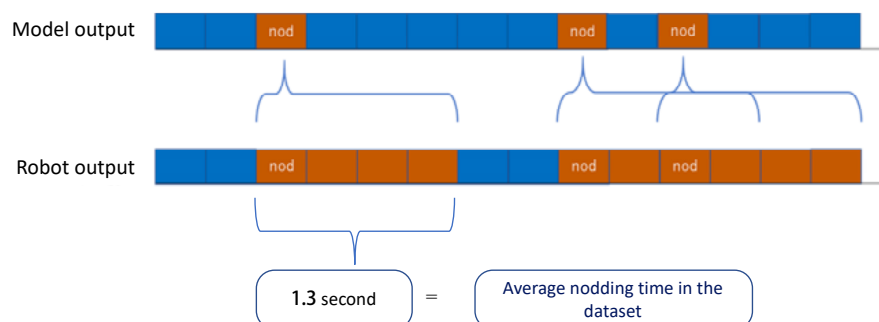 Model output
nod
nod
nod
Robot output
nod
nod
nod
1.3 second
=
Average nodding time in the
dataset